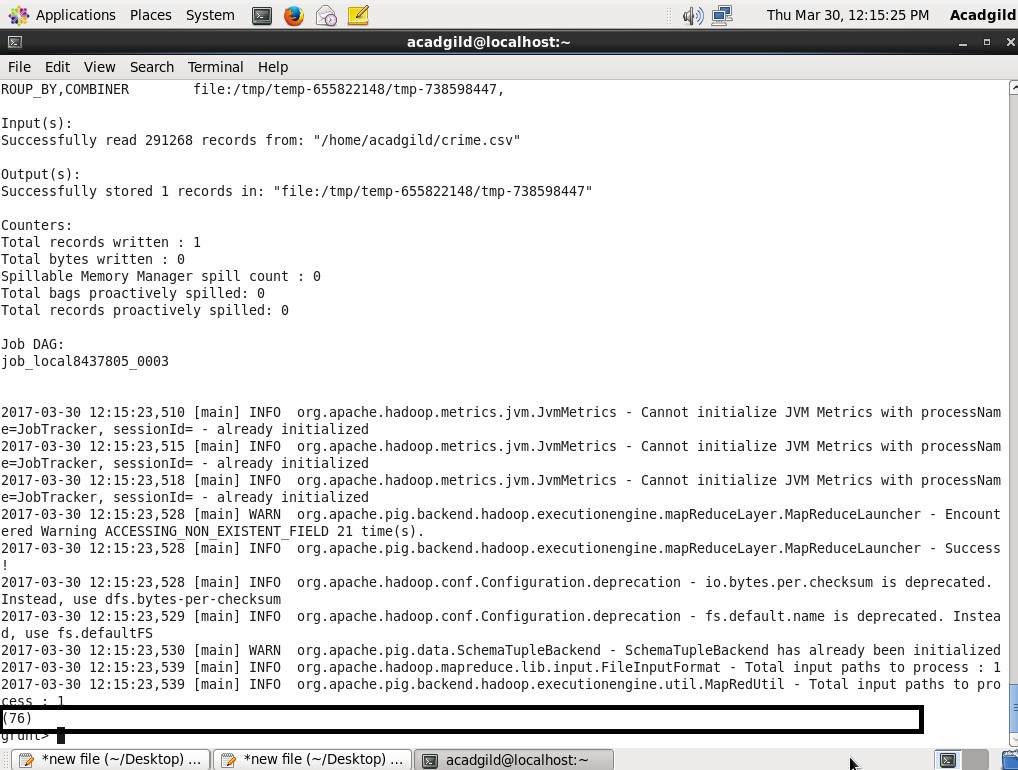 Applications Places System Thu Mar 30, 12:15:25 PM Acadgild
acadgild@localhost:~
File Edit View Search Terminal Help
ROUP_BY,COMBINER        file:/tmp/temp-655822148/tmp-738598447,
Input(s):
Successfully read 291268 records from: "/home/acadgild/crime.csv"
Output(s):
Successfully stored 1 records in: "file:/tmp/temp-655822148/tmp-738598447"
Counters:
Total records written : 1
Total bytes written : 0
Spillable Memory Manager spill count : 0
Total bags proactively spilled: 0
Total records proactively spilled: 0
Job DAG:
job_local8437805_0003
2017-03-30 12:15:23,510 [main] INFO  org.apache.hadoop.metrics.jvm.JvmMetrics - Cannot initialize JVM Metrics with processNam
e=JobTracker, sessionId= - already initialized
2017-03-30 12:15:23,515 [main] INFO  org.apache.hadoop.metrics.jvm.JvmMetrics - Cannot initialize JVM Metrics with processNam
e=JobTracker, sessionId= - already initialized
2017-03-30 12:15:23,518 [main] INFO  org.apache.hadoop.metrics.jvm.JvmMetrics - Cannot initialize JVM Metrics with processNam
e=JobTracker, sessionId= - already initialized
2017-03-30 12:15:23,528 [main] WARN  org.apache.pig.backend.hadoop.executionengine.mapReduceLayer.MapReduceLauncher - Encount
ered Warning ACCESSING_NON_EXISTENT_FIELD 21 time(s).
2017-03-30 12:15:23,528 [main] INFO  org.apache.pig.backend.hadoop.executionengine.mapReduceLayer.MapReduceLauncher - Success
!
2017-03-30 12:15:23,528 [main] INFO  org.apache.hadoop.conf.Configuration.deprecation - io.bytes.per.checksum is deprecated.
Instead, use dfs.bytes-per-checksum
2017-03-30 12:15:23,529 [main] INFO  org.apache.hadoop.conf.Configuration.deprecation - fs.default.name is deprecated. Instea
d, use fs.defaultFS
2017-03-30 12:15:23,530 [main] WARN  org.apache.pig.data.SchemaTupleBackend - SchemaTupleBackend has already been initialized
2017-03-30 12:15:23,539 [main] INFO  org.apache.hadoop.mapreduce.lib.input.FileInputFormat - Total input paths to process : 1
2017-03-30 12:15:23,539 [main] INFO  org.apache.pig.backend.hadoop.executionengine.util.MapRedUtil - Total input paths to pro
cess : 1
(76)
grunt>
*new file (~/Desktop) ... *new file (~/Desktop) ... acadgild@localhost:~